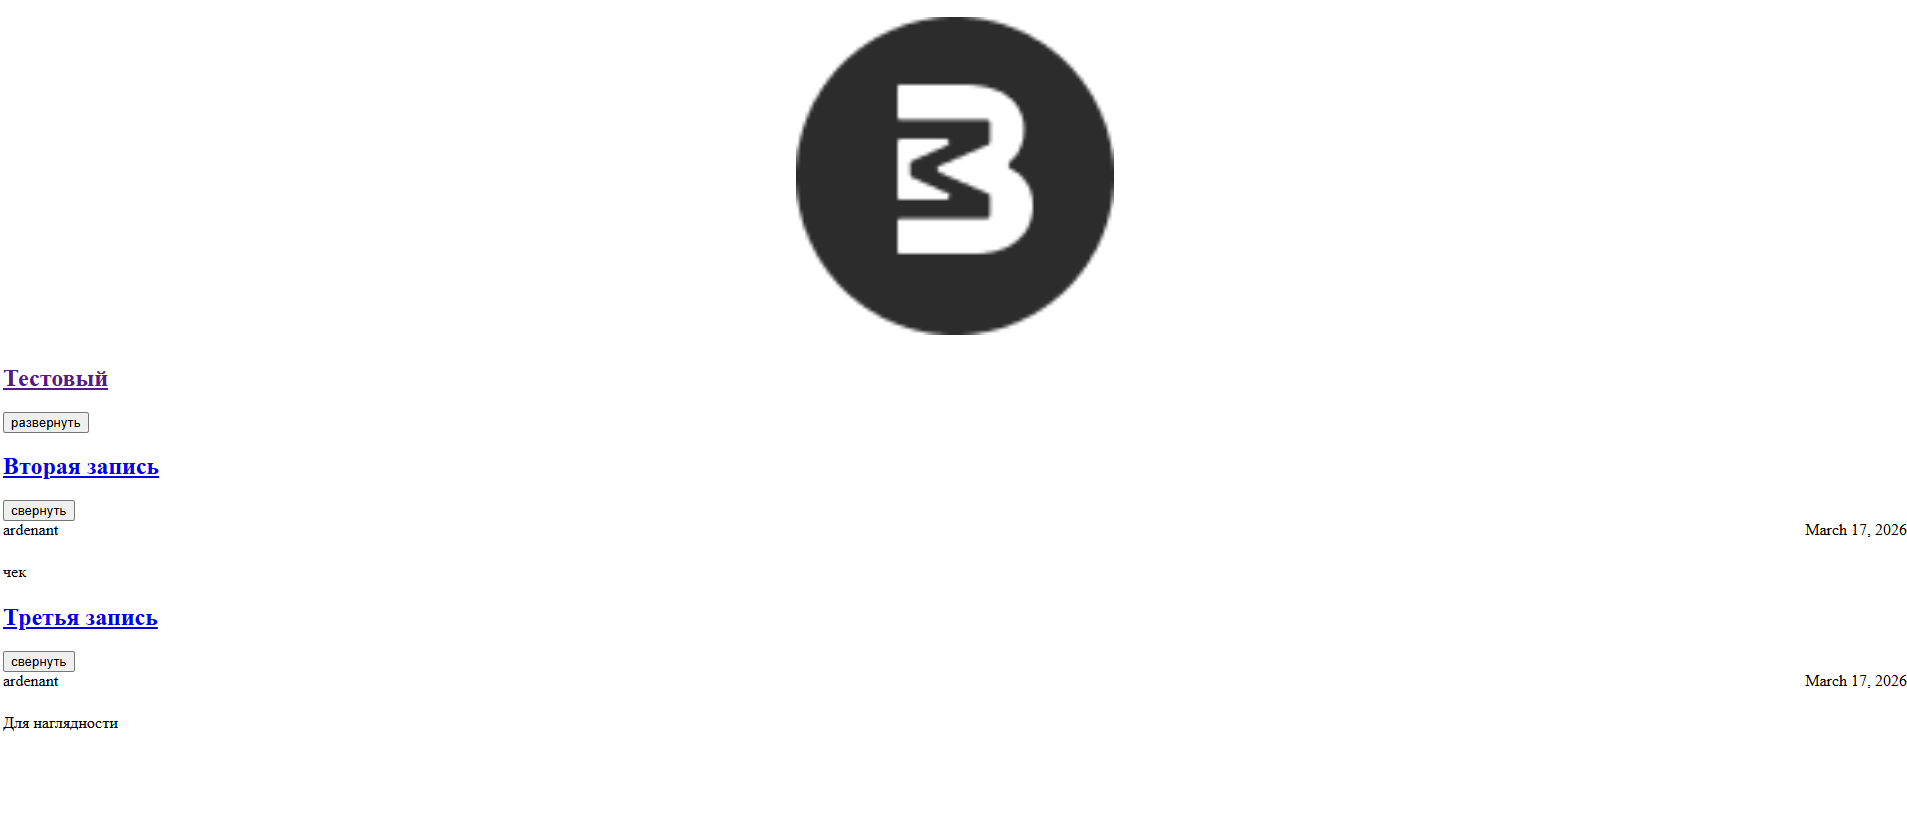 Тестовый
развернуть
Вторая запись
свернуть
ardenant March 17, 2026
чек
Третья запись
свернуть
ardenant March 17, 2026
Для наглядности